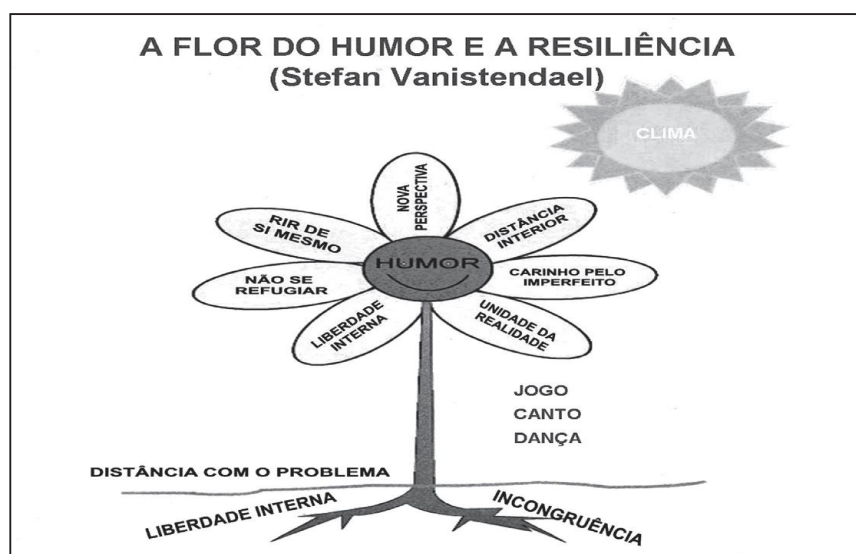 A FLOR DO HUMOR E A RESILIÊNCIA
(Stefan Vanistendael)
CLIMA
NOVA
PERSPECTIVA
RIR DE
SI MESMO
DISTÂNCIA
INTERIOR
HUMOR
NÃO SE
REFUGIAR
CARINHO PELO
IMPERFEITO
LIBERDADE
INTERNA
UNIDADE DA
REALIDADE
JOGO
CANTO
DANÇA
DISTÂNCIA COM O PROBLEMA
LIBERDADE INTERNA
INCONGRUÊNCIA